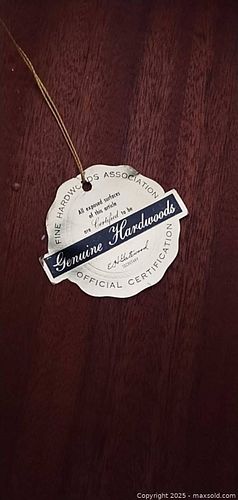 FINE HARDWOODS ASSOCIATION
All exposed surfaces
of this article
are Certified to be
Genuine Hardwoods
SECRETARY
OFFICIAL CERTIFICATION
Copyright © 2025 - maxsold.com